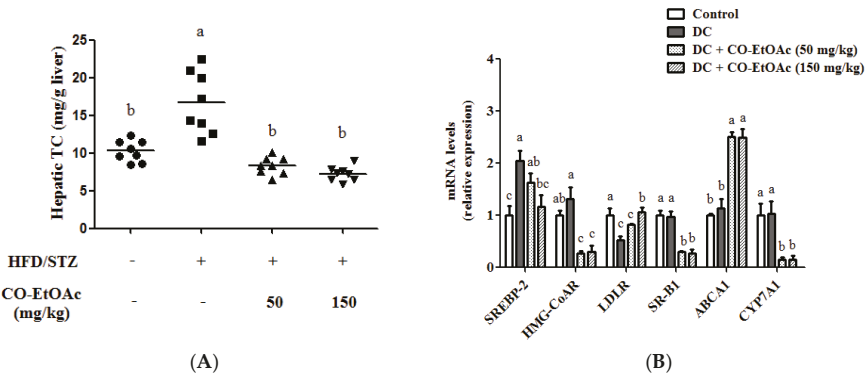 A
a
25
20
15
10
5
0
Hepatic TC (mg/g liver)
b
b
b
HFD/STZ - + + +
CO-EtOAc - - 50 150
(mg/kg)
(A)
B
Control
DC
DC + CO-EtOAc (50 mg/kg)
DC + CO-EtOAc (150 mg/kg)
mRNA levels
(relative expression)
4
3
2
1
0
c a ab bc
ab a c c
a c c b
a a b b
b b a a
a a b b
SREBP-2
HMG-CoAR
LDLR
SR-B1
ABCA1
CYP7A1
(B)